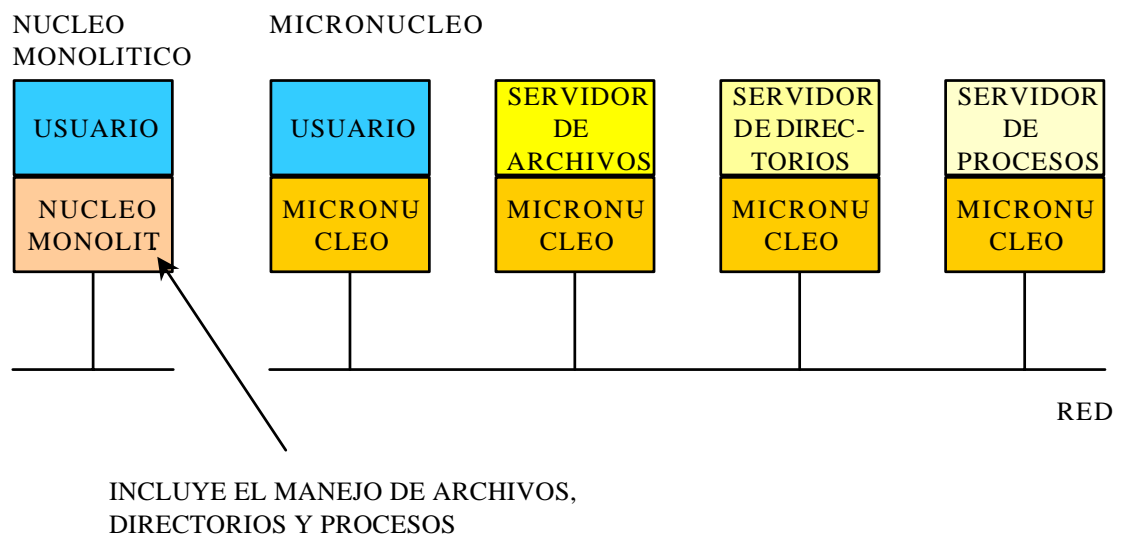 NUCLEO
MONOLITICO
MICRONUCLEO
USUARIO
NUCLEO
MONOLIT
USUARIO
MICRONU-
CLEO
SERVIDOR
DE
ARCHIVOS
MICRONU-
CLEO
SERVIDOR
DE DIREC-
TORIOS
MICRONU-
CLEO
SERVIDOR
DE
PROCESOS
MICRONU-
CLEO
RED
INCLUYE EL MANEJO DE ARCHIVOS,
DIRECTORIOS Y PROCESOS